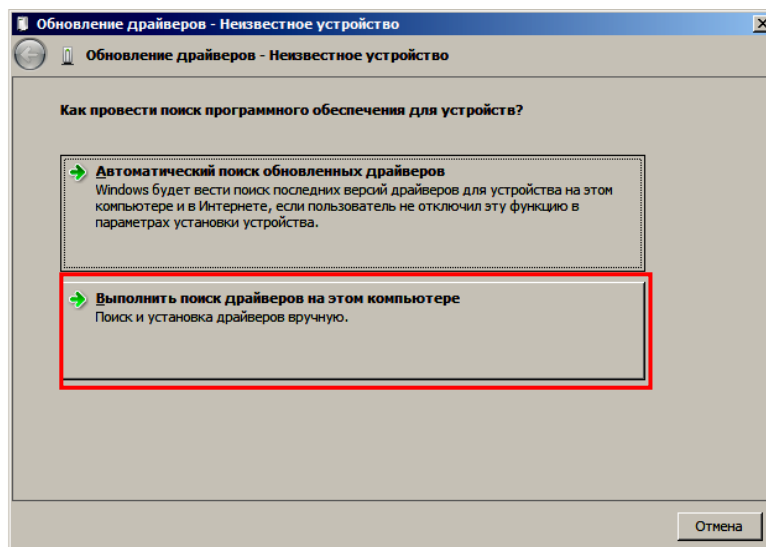 Обновление драйверов - Неизвестное устройство
Обновление драйверов - Неизвестное устройство
Как провести поиск программного обеспечения для устройств?
Автоматический поиск обновленных драйверов
Windows будет вести поиск последних версий драйверов для устройства на этом
компьютере и в Интернете, если пользователь не отключил эту функцию в
параметрах установки устройства.
Выполнить поиск драйверов на этом компьютере
Поиск и установка драйверов вручную.
Отмена